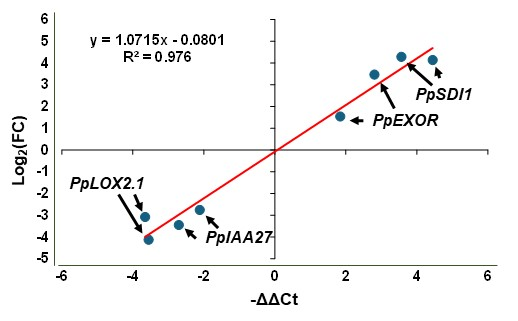 y = 1.0715x - 0.0801
R² = 0.976
Log₂(FC)
6
5
4
3
2
1
0
-1
-2
-3
-4
-5
PpSDI1
PpEXOR
PpLOX2.1
PpIAA27
-6
-4
-2
0
2
4
6
-ΔΔCt